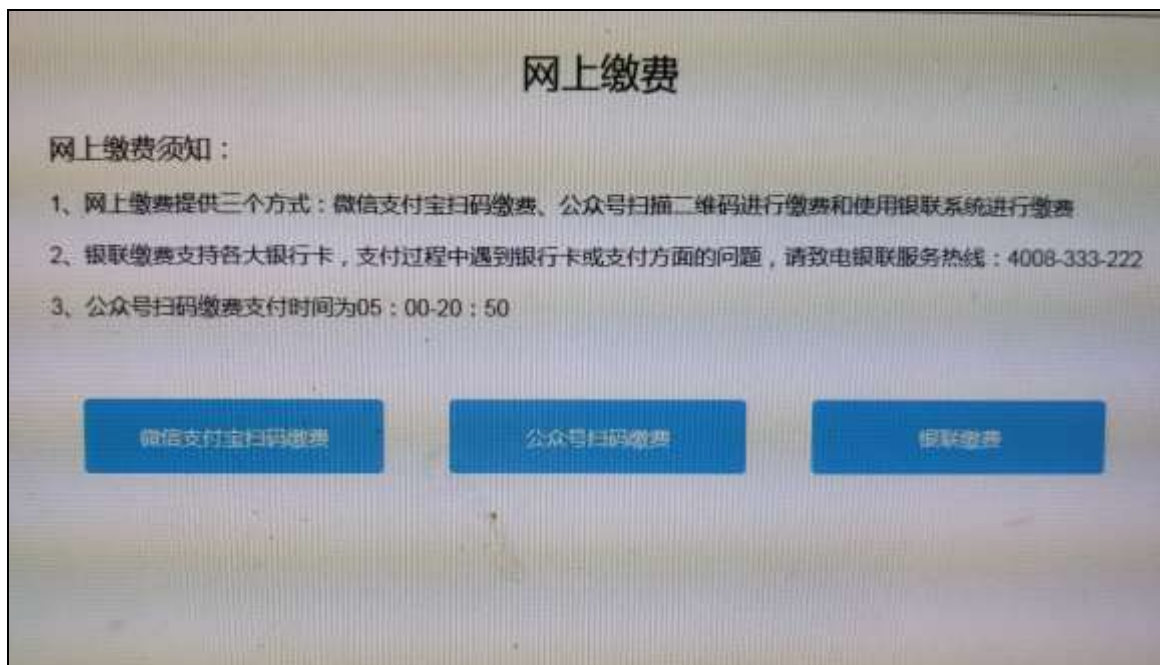 网上缴费
网上缴费须知：
1、网上缴费提供三个方式：微信支付宝扫码缴费、公众号扫描二维码进行缴费和使用银联系统进行缴费
2、银联缴费支持各大银行卡，支付过程中遇到银行卡或支付方面的问题，请致电银联服务热线：4008-333-222
3、公众号扫码缴费支付时间为05：00-20：50
微信支付宝扫码缴费
公众号扫码缴费
银联缴费